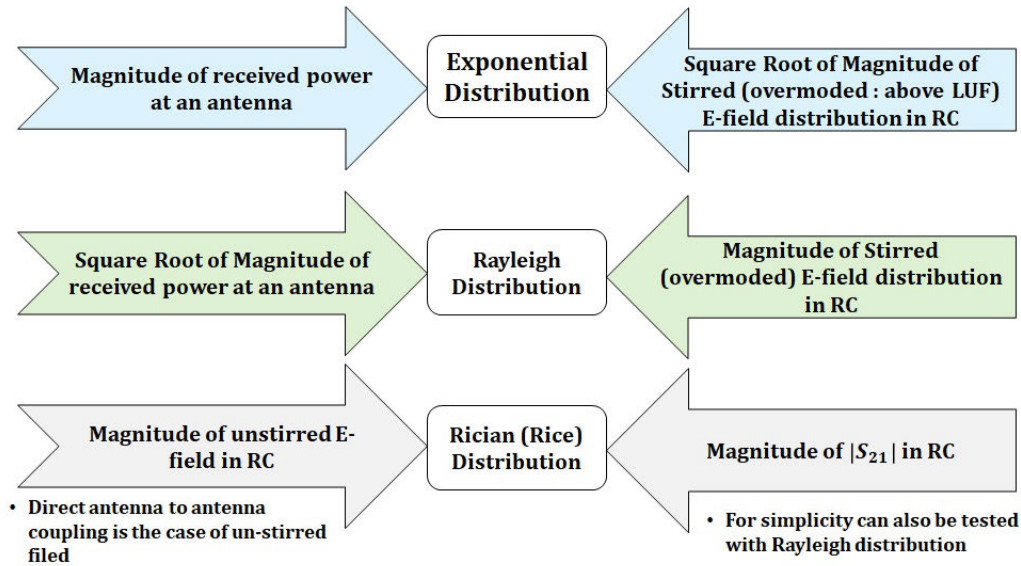 Magnitude of received power
at an antenna
Exponential
Distribution
Square Root of Magnitude of
Stirred (overmoded : above LUF)
E-field distribution in RC
Square Root of Magnitude of
received power at an antenna
Rayleigh
Distribution
Magnitude of Stirred
(overmoded) E-field distribution
in RC
Magnitude of unstirred E-
field in RC
Rician (Rice)
Distribution
Magnitude of |S₂₁| in RC
• Direct antenna to antenna
coupling is the case of un-stirred
filed
• For simplicity can also be tested
with Rayleigh distribution